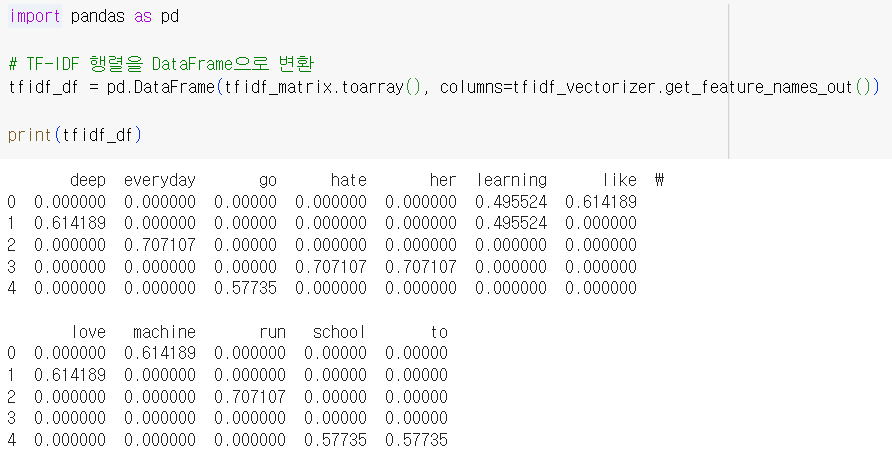 import pandas as pd
# TF-IDF 행렬을 DataFrame으로 변환
tfidf_df = pd.DataFrame(tfidf_matrix.toarray(), columns=tfidf_vectorizer.get_feature_names_out())
print(tfidf_df)
deep everyday go hate her learning like ₩
0 0.000000 0.000000 0.00000 0.000000 0.000000 0.495524 0.614189
1 0.614189 0.000000 0.00000 0.000000 0.000000 0.495524 0.000000
2 0.000000 0.707107 0.00000 0.000000 0.000000 0.000000 0.000000
3 0.000000 0.000000 0.00000 0.707107 0.707107 0.000000 0.000000
4 0.000000 0.000000 0.57735 0.000000 0.000000 0.000000 0.000000
love machine run school to
0 0.000000 0.614189 0.000000 0.00000 0.00000
1 0.614189 0.000000 0.000000 0.00000 0.00000
2 0.000000 0.000000 0.707107 0.00000 0.00000
3 0.000000 0.000000 0.000000 0.00000 0.00000
4 0.000000 0.000000 0.000000 0.57735 0.57735